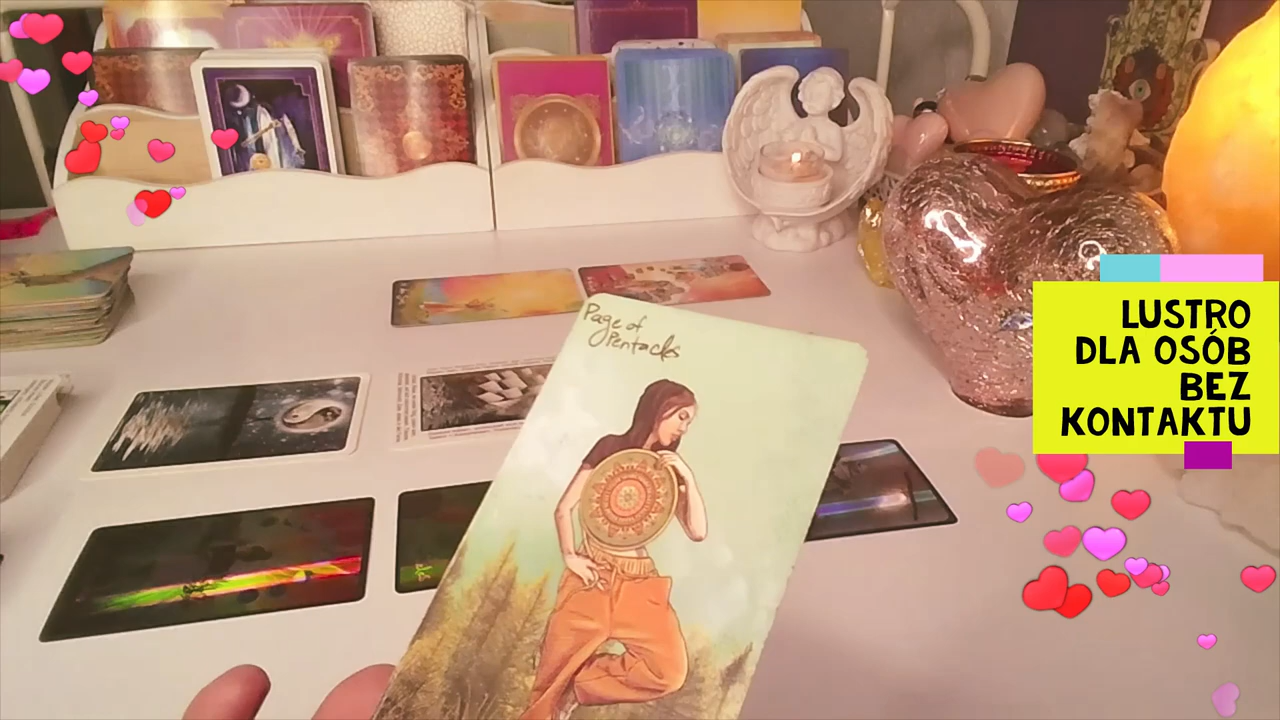 Page of
Pentacles
LUSTRO
DLA OSÓB
BEZ
KONTAKTU